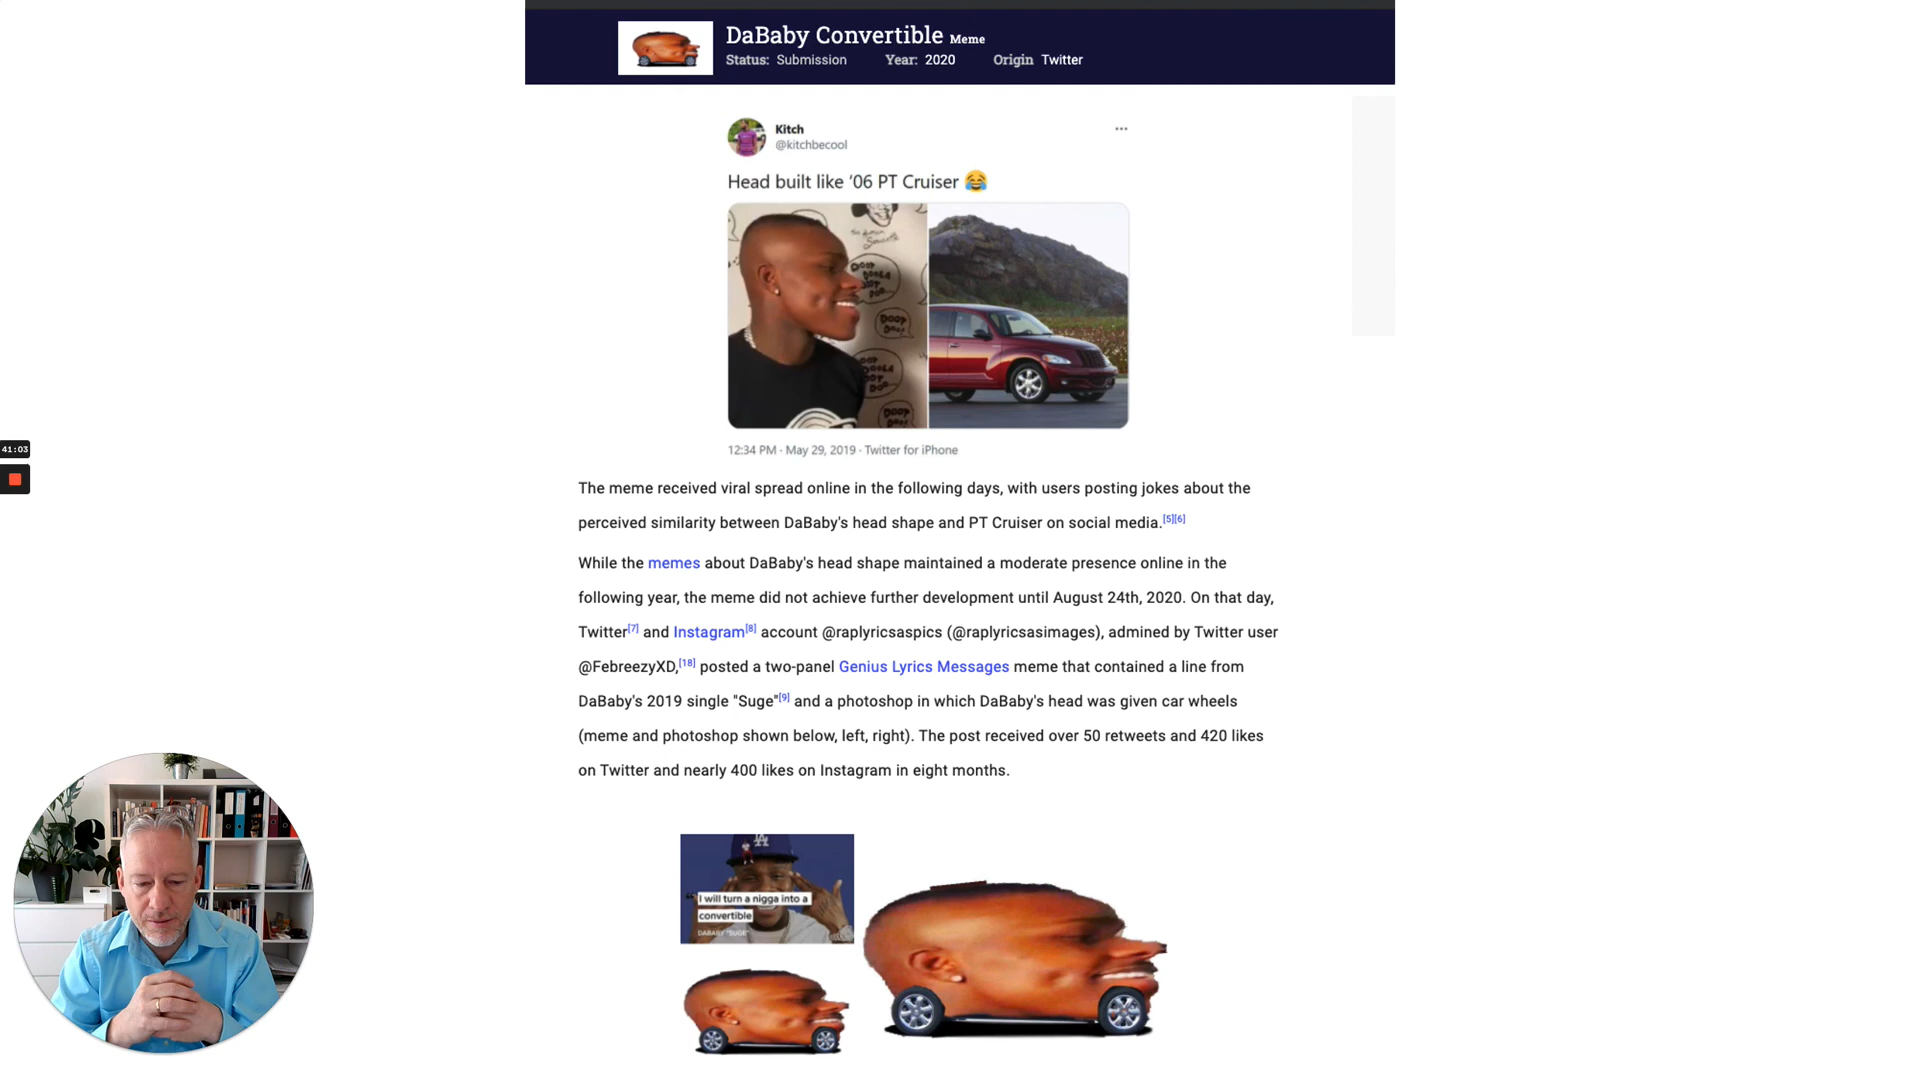 DaBaby Convertible Meme
Status: Submission Year: 2020 Origin Twitter
Kitch
@kitchbecool
Head built like '06 PT Cruiser 😂
DOOP
DOOP
12:34 PM · May 29, 2019 · Twitter for iPhone
41:03
The meme received viral spread online in the following days, with users posting jokes about the
perceived similarity between DaBaby's head shape and PT Cruiser on social media.[5][6]
While the memes about DaBaby's head shape maintained a moderate presence online in the
following year, the meme did not achieve further development until August 24th, 2020. On that day,
Twitter[7] and Instagram[8] account @raplyricsaspics (@raplyricsasimages), admined by Twitter user
@FebreezyXD,[18] posted a two-panel Genius Lyrics Messages meme that contained a line from
DaBaby's 2019 single "Suge"[9] and a photoshop in which DaBaby's head was given car wheels
(meme and photoshop shown below, left, right). The post received over 50 retweets and 420 likes
on Twitter and nearly 400 likes on Instagram in eight months.
LA
“ I will turn a nigga into a
convertible
DABABY "SUGE"